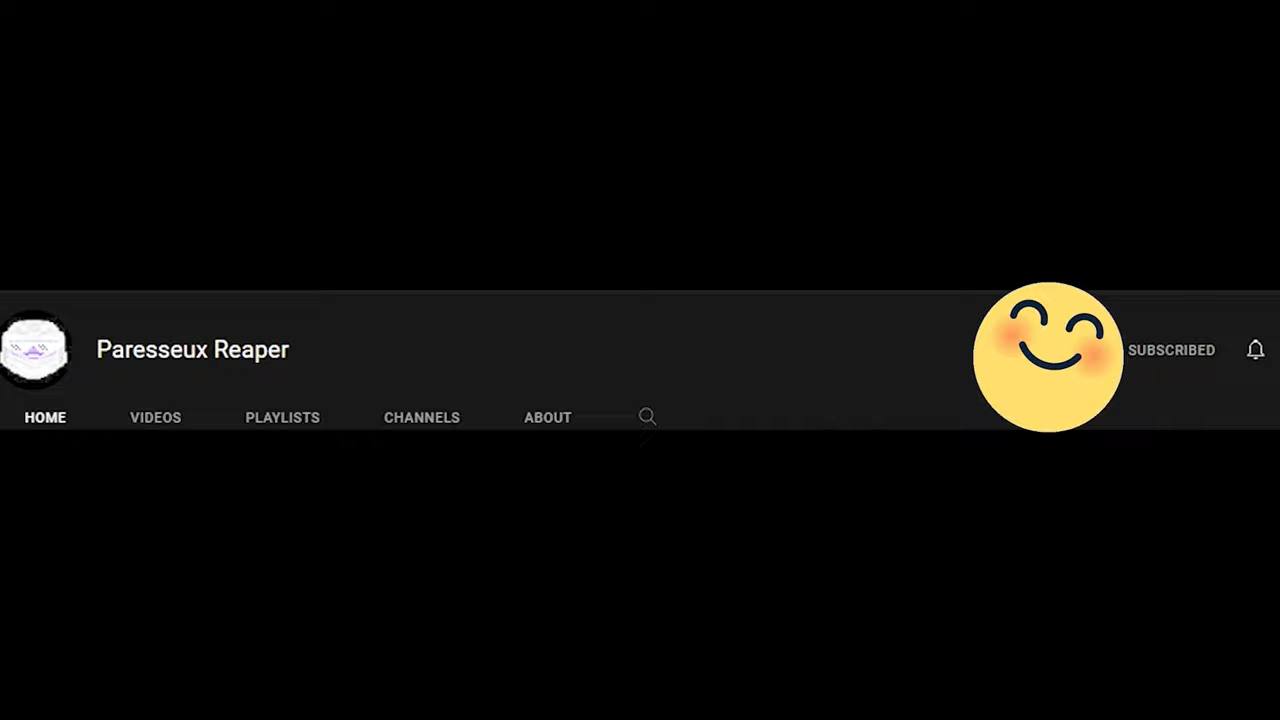 Paresseux Reaper
SUBSCRIBED
HOME VIDEOS PLAYLISTS CHANNELS ABOUT